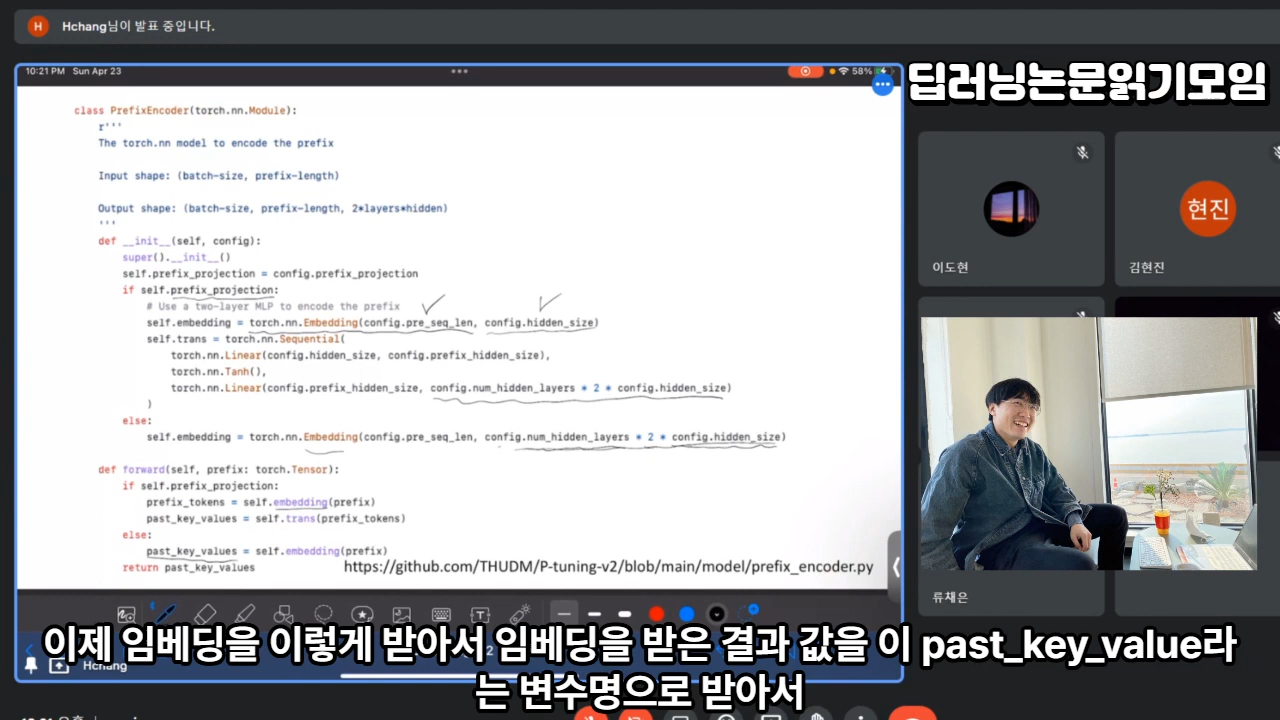 H Hchang님이 발표 중입니다.
10:21 PM Sun Apr 23
58%
딥러닝논문읽기모임
class PrefixEncoder(torch.nn.Module):
r'''
The torch.nn model to encode the prefix
Input shape: (batch-size, prefix-length)
Output shape: (batch-size, prefix-length, 2*layers*hidden)
'''
def __init__(self, config):
super().__init__()
self.prefix_projection = config.prefix_projection
if self.prefix_projection:
# Use a two-layer MLP to encode the prefix
self.embedding = torch.nn.Embedding(config.pre_seq_len, config.hidden_size)
self.trans = torch.nn.Sequential(
torch.nn.Linear(config.hidden_size, config.prefix_hidden_size),
torch.nn.Tanh(),
torch.nn.Linear(config.prefix_hidden_size, config.num_hidden_layers * 2 * config.hidden_size)
)
else:
self.embedding = torch.nn.Embedding(config.pre_seq_len, config.num_hidden_layers * 2 * config.hidden_size)
def forward(self, prefix: torch.Tensor):
if self.prefix_projection:
prefix_tokens = self.embedding(prefix)
past_key_values = self.trans(prefix_tokens)
else:
past_key_values = self.embedding(prefix)
return past_key_values
https://github.com/THUDM/P-tuning-v2/blob/main/model/prefix_encoder.py
현진
이도현
김현진
류채은
이제 임베딩을 이렇게 받아서 임베딩을 받은 결과 값을 이 past_key_value라
는 변수명으로 받아서
Hchang